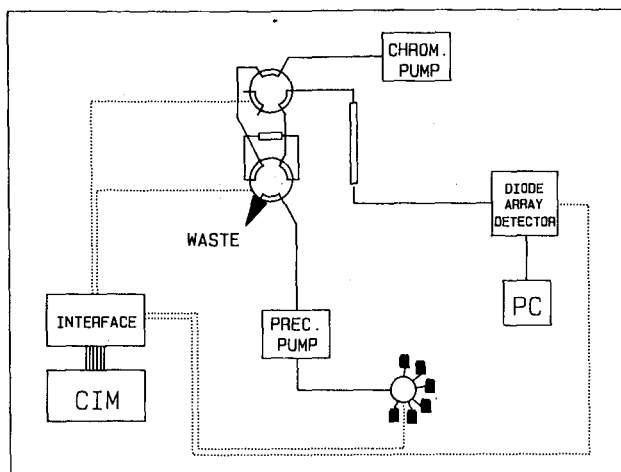 CHROM.
PUMP
DIODE
ARRAY
DETECTOR
WASTE
PC
INTERFACE
PREC.
PUMP
CIM